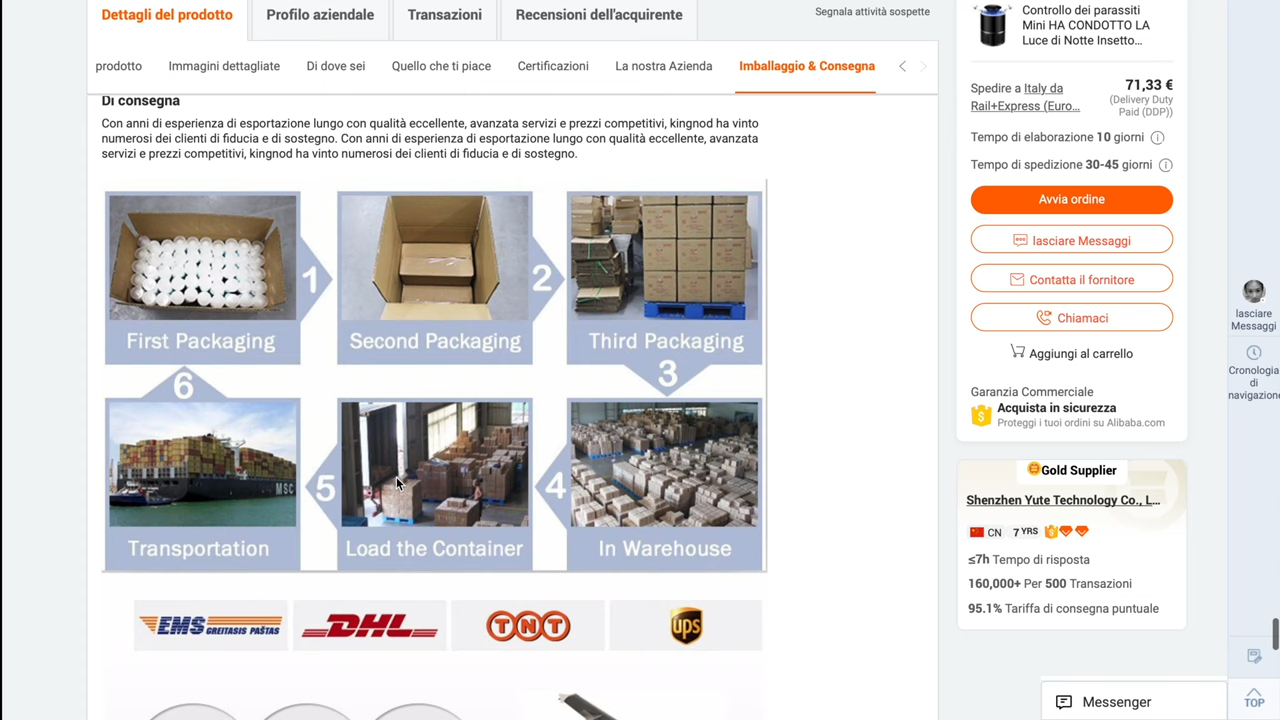 Dettagli del prodotto
Profilo aziendale
Transazioni
Recensioni dell'acquirente
Segnala attività sospette
prodotto
Immagini dettagliate
Di dove sei
Quello che ti piace
Certificazioni
La nostra Azienda
Imballaggio & Consegna
Di consegna
Con anni di esperienza di esportazione lungo con qualità eccellente, avanzata servizi e prezzi competitivi, kingnod ha vinto
numerosi dei clienti di fiducia e di sostegno. Con anni di esperienza di esportazione lungo con qualità eccellente, avanzata
servizi e prezzi competitivi, kingnod ha vinto numerosi dei clienti di fiducia e di sostegno.
1
2
First Packaging
Second Packaging
Third Packaging
6
3
MSC
5
4
Transportation
Load the Container
In Warehouse
EMS GREITASIS PAŠTAS
DHL
TNT
ups
Controllo dei parassiti
Mini HA CONDOTTO LA
Luce di Notte Insetto...
Spedire a Italy da
Rail+Express (Euro...
71,33 €
(Delivery Duty
Paid (DDP))
Tempo di elaborazione 10 giorni
Tempo di spedizione 30-45 giorni
Avvia ordine
lasciare Messaggi
Contatta il fornitore
Chiamaci
Aggiungi al carrello
Garanzia Commerciale
Acquista in sicurezza
Proteggi i tuoi ordini su Alibaba.com
Gold Supplier
Shenzhen Yute Technology Co., L...
CN 7 YRS
≤7h Tempo di risposta
160,000+ Per 500 Transazioni
95.1% Tariffa di consegna puntuale
lasciare
Messaggi
Cronologia
di
navigazione
Messenger
TOP